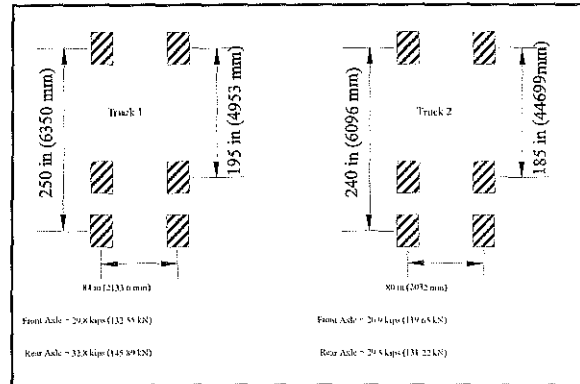 250 in (6350 mm)
Truck 1
195 in (4953 mm)
84 in (2133.6 mm)
Front Axle = 29.8 kips (132.55 kN)
Rear Axle = 32.8 kips (145.89 kN)
240 in (6096 mm)
Truck 2
185 in (44699mm)
80 in (2032 mm)
Front Axle = 26.9 kips (119.65 kN)
Rear Axle = 29.5 kips (131.22 kN)